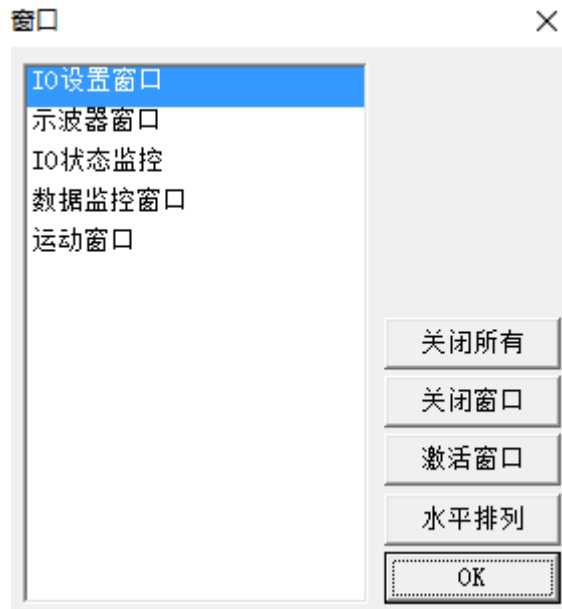 窗口
IO设置窗口
示波器窗口
IO状态监控
数据监控窗口
运动窗口
关闭所有
关闭窗口
激活窗口
水平排列
OK